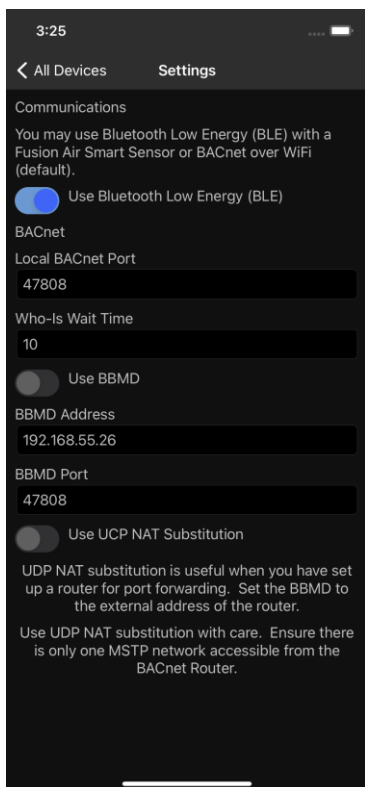 3:25
All Devices
Settings
Communications
You may use Bluetooth Low Energy (BLE) with a
Fusion Air Smart Sensor or BACnet over WiFi
(default).
Use Bluetooth Low Energy (BLE)
BACnet
Local BACnet Port
47808
Who-Is Wait Time
10
Use BBMD
BBMD Address
192.168.55.26
BBMD Port
47808
Use UCP NAT Substitution
UDP NAT substitution is useful when you have set
up a router for port forwarding. Set the BBMD to
the external address of the router.
Use UDP NAT substitution with care. Ensure there
is only one MSTP network accessible from the
BACnet Router.